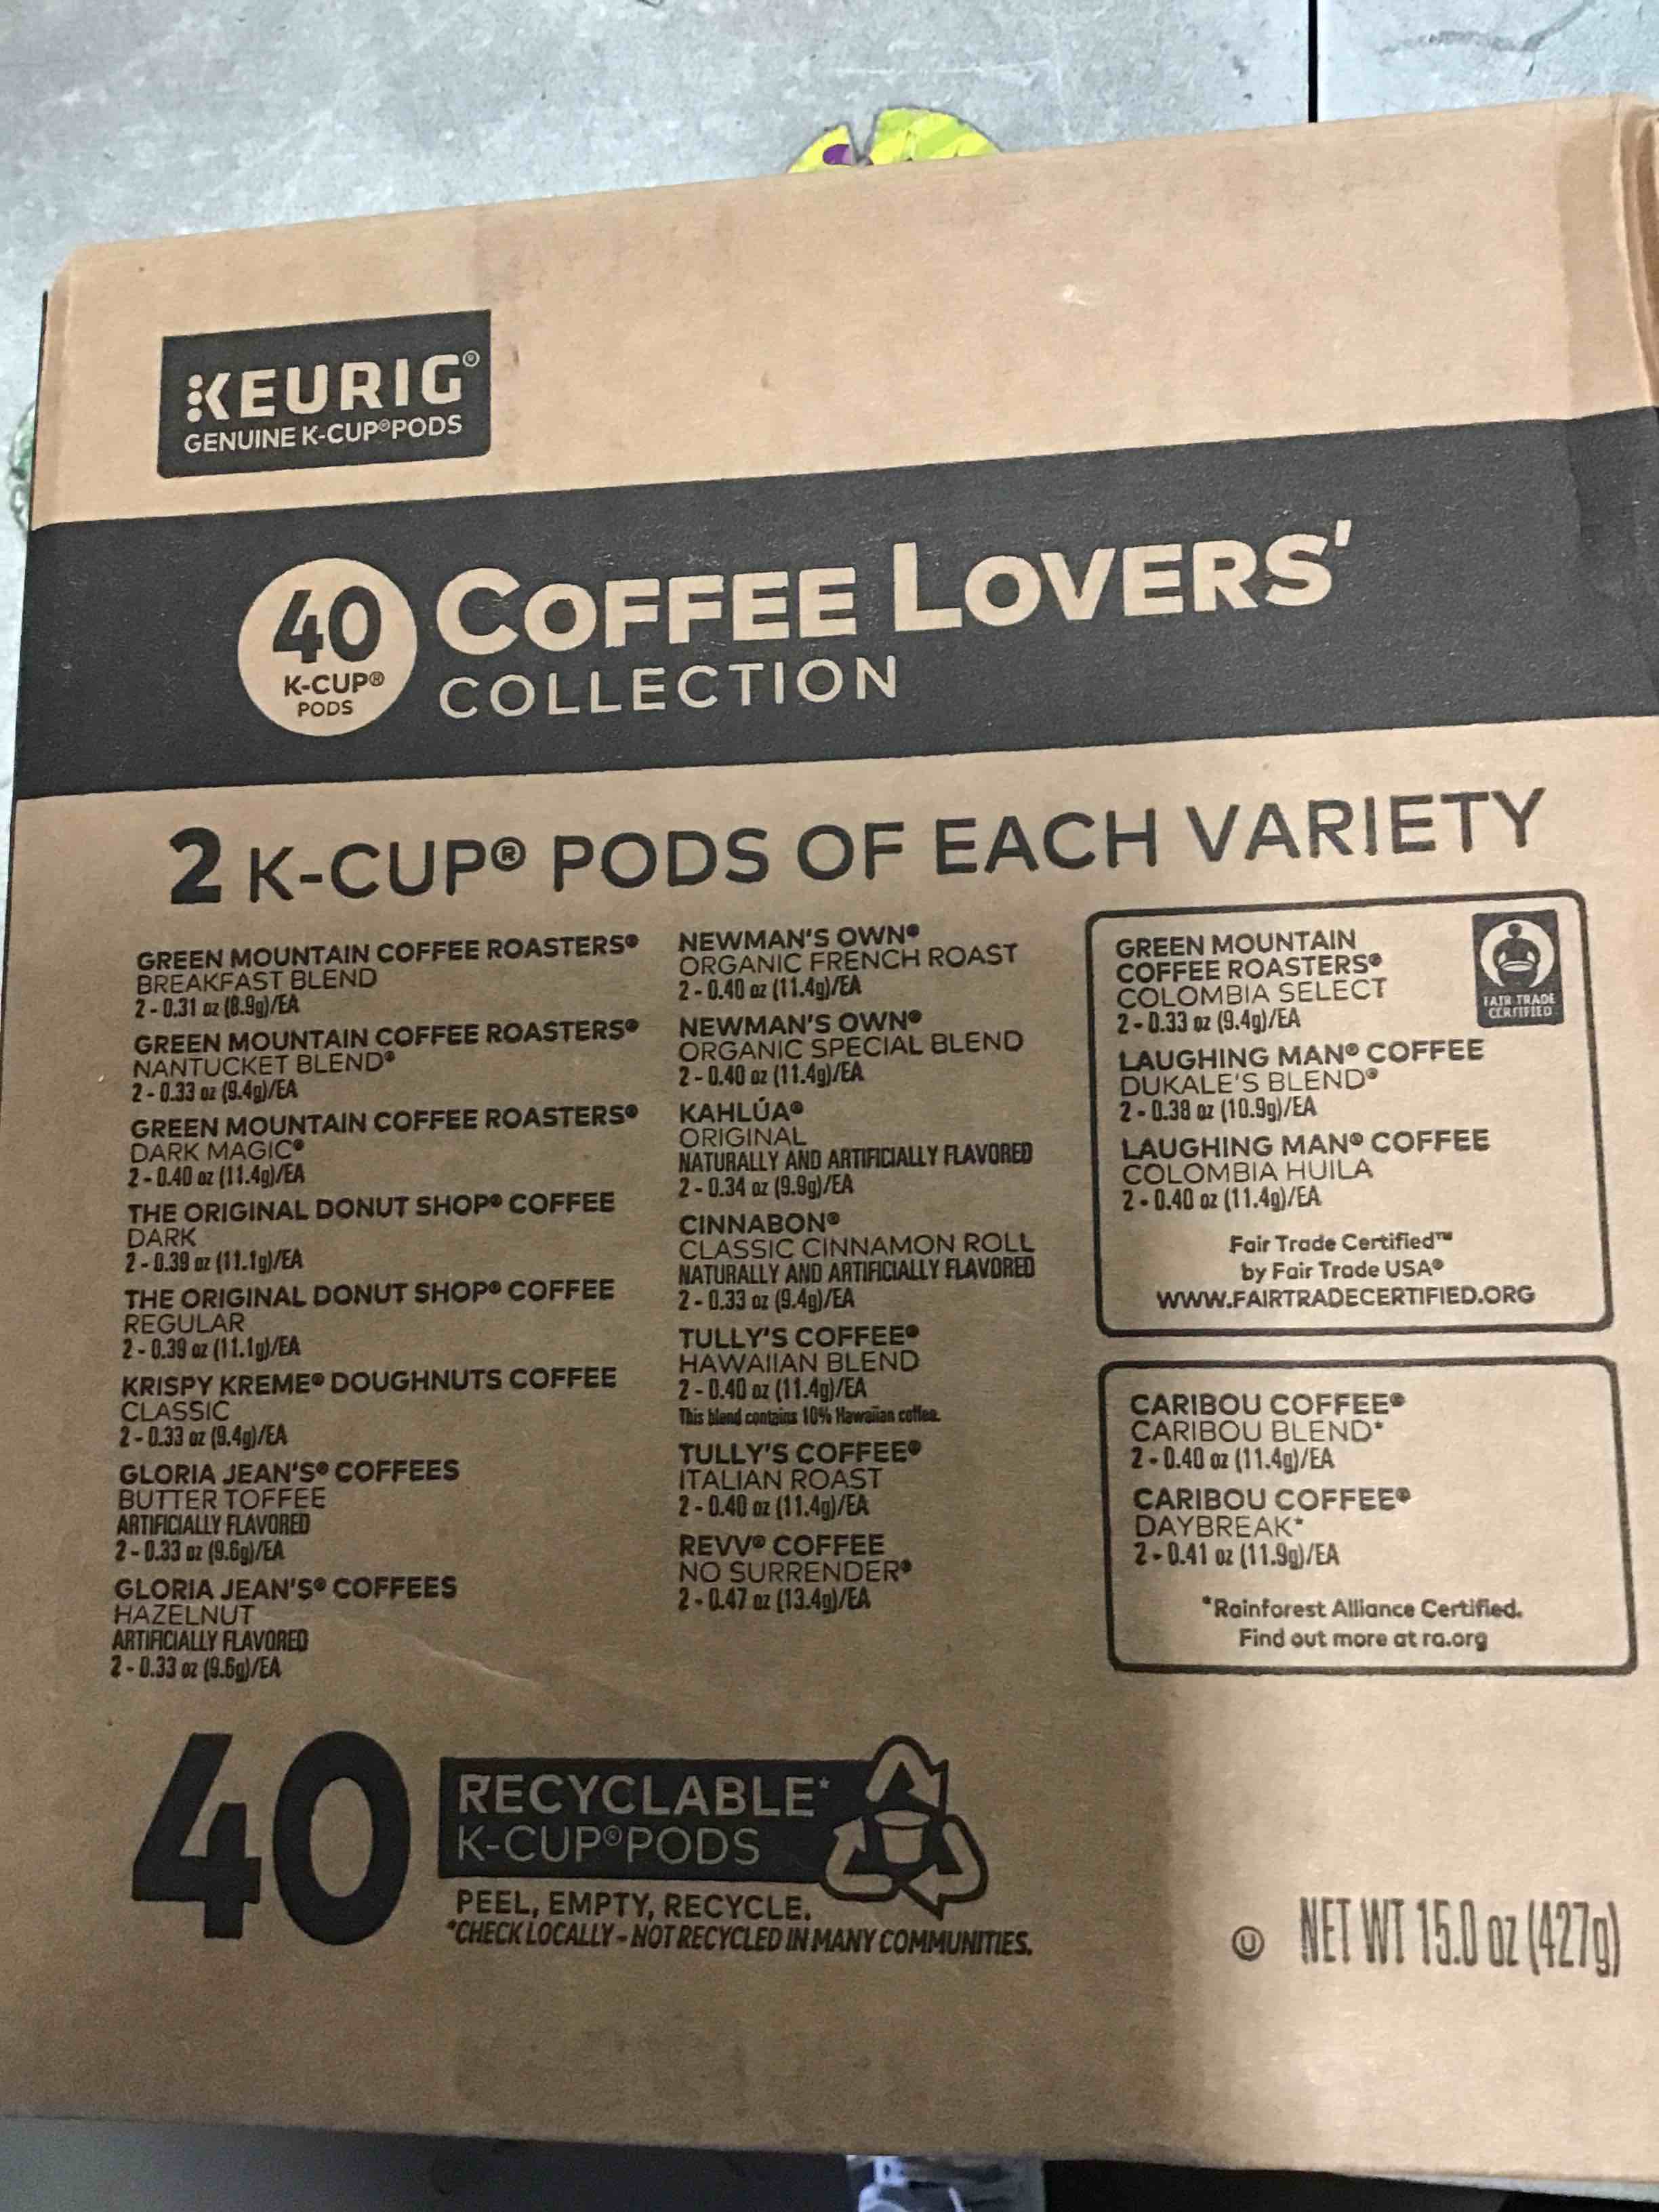 KEURIG®
GENUINE K-CUP® PODS
40
K-CUP®
PODS
COFFEE LOVERS'
COLLECTION
2 K-CUP® PODS OF EACH VARIETY
GREEN MOUNTAIN COFFEE ROASTERS®
BREAKFAST BLEND
2 - 0.31 oz (8.9g)/EA
GREEN MOUNTAIN COFFEE ROASTERS®
NANTUCKET BLEND®
2 - 0.33 oz (9.4g)/EA
GREEN MOUNTAIN COFFEE ROASTERS®
DARK MAGIC®
2 - 0.40 oz (11.4g)/EA
THE ORIGINAL DONUT SHOP® COFFEE
DARK
2 - 0.39 oz (11.1g)/EA
THE ORIGINAL DONUT SHOP® COFFEE
REGULAR
2 - 0.39 oz (11.1g)/EA
KRISPY KREME® DOUGHNUTS COFFEE
CLASSIC
2 - 0.33 oz (9.4g)/EA
GLORIA JEAN'S® COFFEES
BUTTER TOFFEE
ARTIFICIALLY FLAVORED
2 - 0.33 oz (9.6g)/EA
GLORIA JEAN'S® COFFEES
HAZELNUT
ARTIFICIALLY FLAVORED
2 - 0.33 oz (9.6g)/EA
NEWMAN'S OWN®
ORGANIC FRENCH ROAST
2 - 0.40 oz (11.4g)/EA
NEWMAN'S OWN®
ORGANIC SPECIAL BLEND
2 - 0.40 oz (11.4g)/EA
KAHLÚA®
ORIGINAL
NATURALLY AND ARTIFICIALLY FLAVORED
2 - 0.34 oz (9.9g)/EA
CINNABON®
CLASSIC CINNAMON ROLL
NATURALLY AND ARTIFICIALLY FLAVORED
2 - 0.33 oz (9.4g)/EA
TULLY'S COFFEE®
HAWAIIAN BLEND
2 - 0.40 oz (11.4g)/EA
This blend contains 10% Hawaiian coffee.
TULLY'S COFFEE®
ITALIAN ROAST
2 - 0.40 oz (11.4g)/EA
REVV® COFFEE
NO SURRENDER®
2 - 0.47 oz (13.4g)/EA
GREEN MOUNTAIN
COFFEE ROASTERS®
COLOMBIA SELECT
2 - 0.33 oz (9.4g)/EA
FAIR TRADE
CERTIFIED
LAUGHING MAN® COFFEE
DUKALE'S BLEND®
2 - 0.38 oz (10.9g)/EA
LAUGHING MAN® COFFEE
COLOMBIA HUILA
2 - 0.40 oz (11.4g)/EA
Fair Trade Certified™
by Fair Trade USA®
WWW.FAIRTRADECERTIFIED.ORG
CARIBOU COFFEE®
CARIBOU BLEND*
2 - 0.40 oz (11.4g)/EA
CARIBOU COFFEE®
DAYBREAK*
2 - 0.41 oz (11.9g)/EA
*Rainforest Alliance Certified.
Find out more at ra.org
40
RECYCLABLE*
K-CUP® PODS
PEEL, EMPTY, RECYCLE.
*CHECK LOCALLY - NOT RECYCLED IN MANY COMMUNITIES.
U NET WT 15.0 oz (427g)